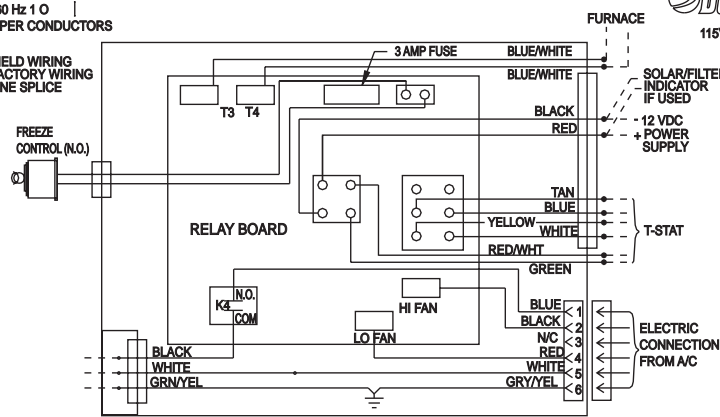 60 Hz 1 O
PER CONDUCTORS
FURNACE
115
IELD WIRING
ACTORY WIRING
NE SPLICE
3 AMP FUSE
BLUE/WHITE
BLUE/WHITE
T3 T4
SOLAR/FILTER
INDICATOR
IF USED
BLACK
RED
- 12 VDC
+ POWER
SUPPLY
FREEZE
CONTROL (N.O.)
RELAY BOARD
TAN
BLUE
YELLOW
WHITE
T-STAT
RED/WHT
GREEN
K4
N.O.
COM
HI FAN
LO FAN
BLUE 1
BLACK 2
N/C 3
RED 4
WHITE 5
GRY/YEL 6
ELECTRIC
CONNECTION
FROM A/C
BLACK
WHITE
GRN/YEL